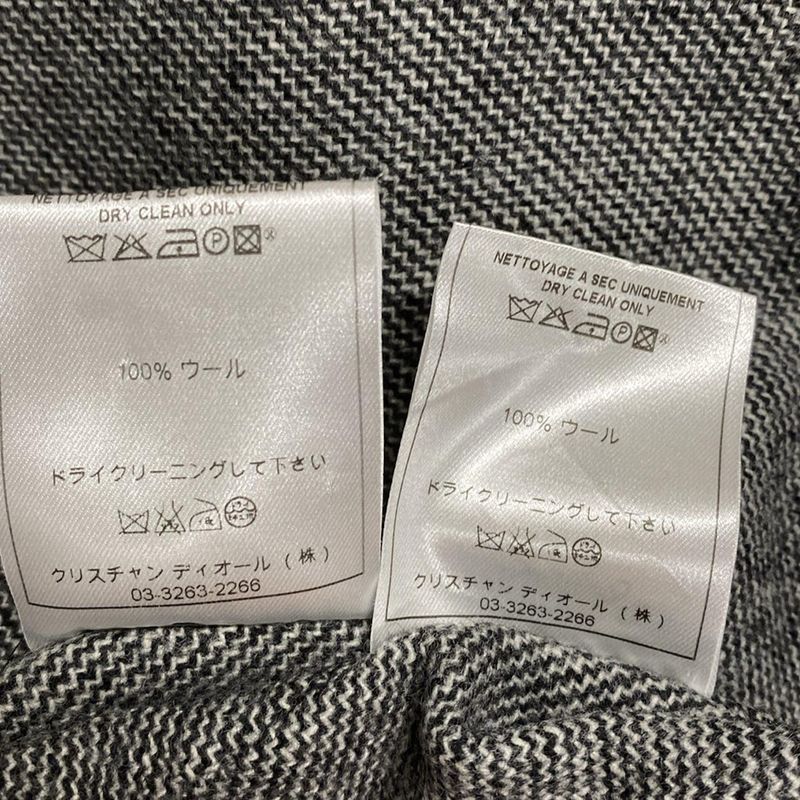 NETTOYAGE A SEC UNIQUEMENT
DRY CLEAN ONLY
P
100% ウール
ドライクリーニングして下さい
クリスチャン ディオール (株)
03-3263-2266
NETTOYAGE A SEC UNIQUEMENT
DRY CLEAN ONLY
P
100% ウール
ドライクリーニングして下さい
クリスチャン ディオール (株)
03-3263-2266